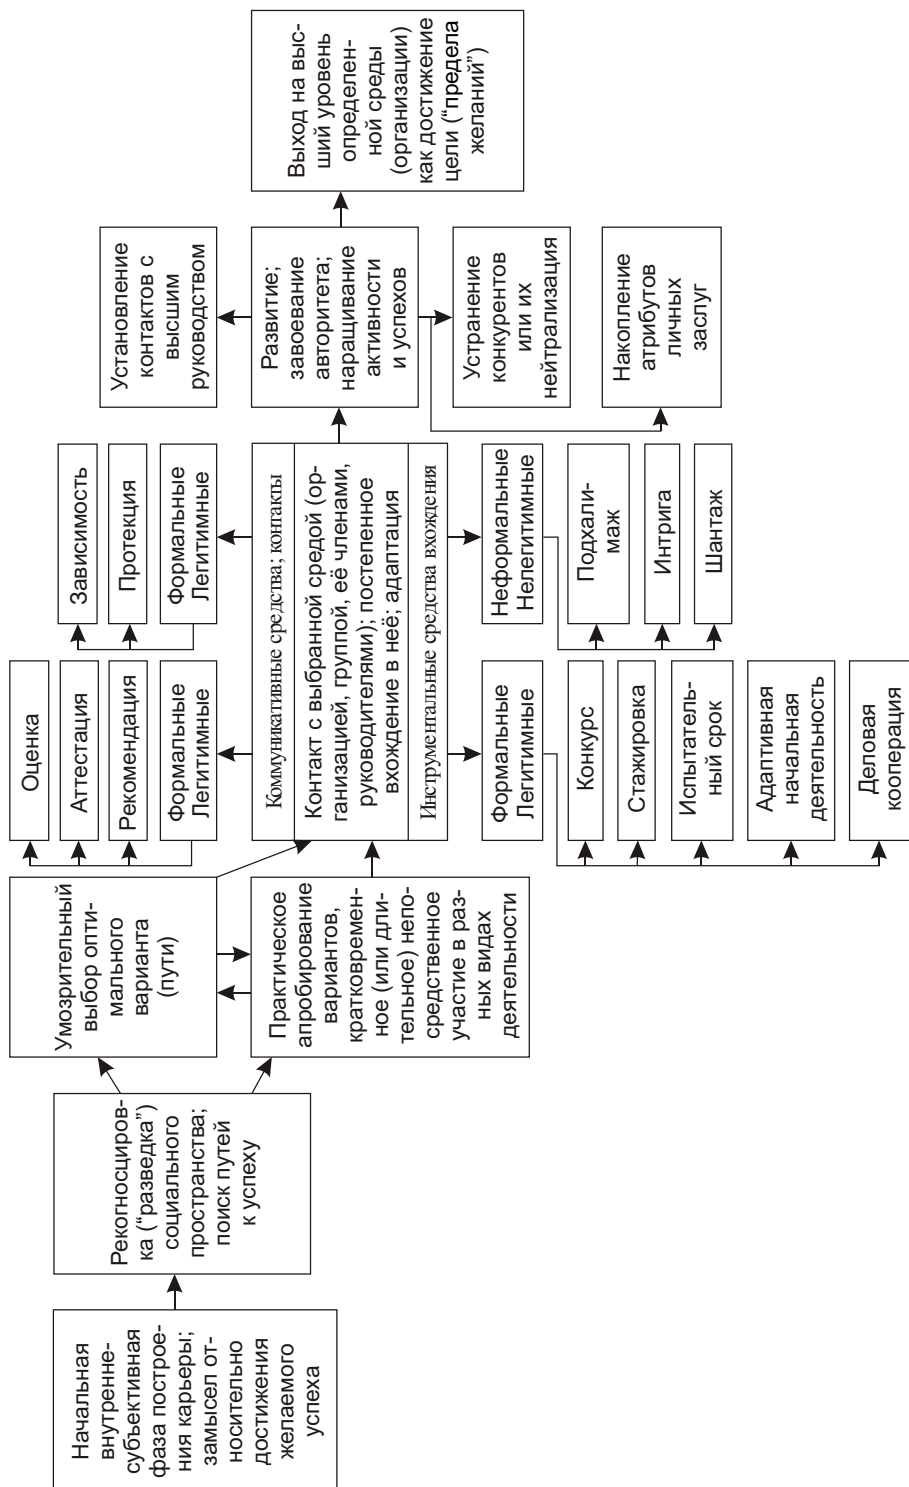 Начальная
внутренне-
субъективная
фаза построе-
ния карьеры;
замысел от-
носительно
достижения
желаемого
успеха
Рекогносциров-
ка (“разведка”)
социального
пространства;
поиск путей
к успеху
Умозрительный
выбор опти-
мального
варианта
(пути)
Практическое
апробирование
вариантов,
кратковремен-
ное (или дли-
тельное) непо-
средственное
участие в раз-
ных видах
деятельности
Оценка
Аттестация
Рекомендация
Формальные
Легитимные
Зависимость
Протекция
Формальные
Легитимные
Коммуникативные средства; контакты
Контакт с выбранной средой (ор-
ганизацией, группой, её членами,
руководителями); постепенное
вхождение в неё; адаптация
Инструментальные средства вхождения
Формальные
Легитимные
Конкурс
Стажировка
Испытатель-
ный срок
Адаптивная
начальная
деятельность
Деловая
кооперация
Неформальные
Нелегитимные
Подхали-
маж
Интрига
Шантаж
Установление
контактов с
высшим
руководством
Развитие;
завоевание
авторитета;
наращивание
активности
и успехов
Устранение
конкурентов
или их
нейтрализация
Накопление
атрибутов
личных
заслуг
Выход на выс-
ший уровень
определен-
ной среды
(организации)
как достижение
цели (“предела
желаний”)